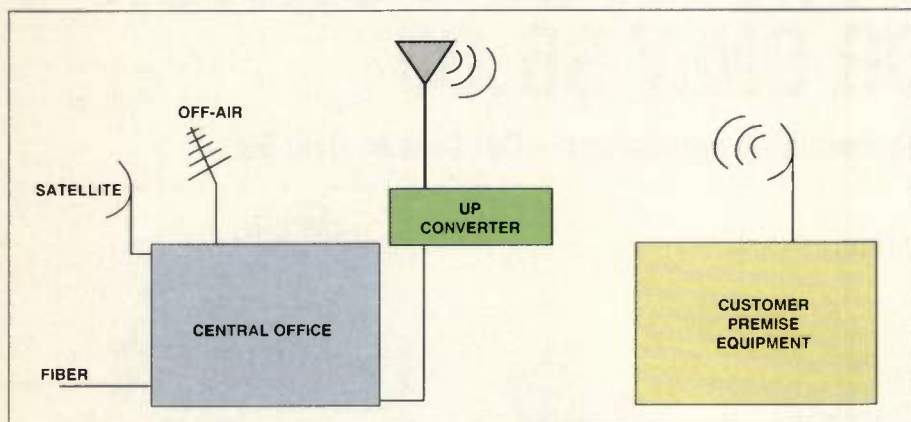 OFF-AIR
SATELLITE
UP
CONVERTER
CENTRAL OFFICE
CUSTOMER
PREMISE
EQUIPMENT
FIBER